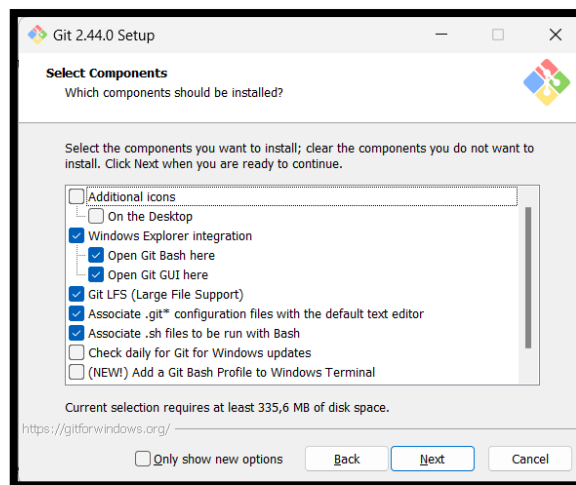 Git 2.44.0 Setup
Select Components
Which components should be installed?
Select the components you want to install; clear the components you do not want to
install. Click Next when you are ready to continue.
Additional icons
On the Desktop
Windows Explorer integration
Open Git Bash here
Open Git GUI here
Git LFS (Large File Support)
Associate .git* configuration files with the default text editor
Associate .sh files to be run with Bash
Check daily for Git for Windows updates
(NEW!) Add a Git Bash Profile to Windows Terminal
Current selection requires at least 335,6 MB of disk space.
https://gitforwindows.org/
Only show new options Back Next Cancel